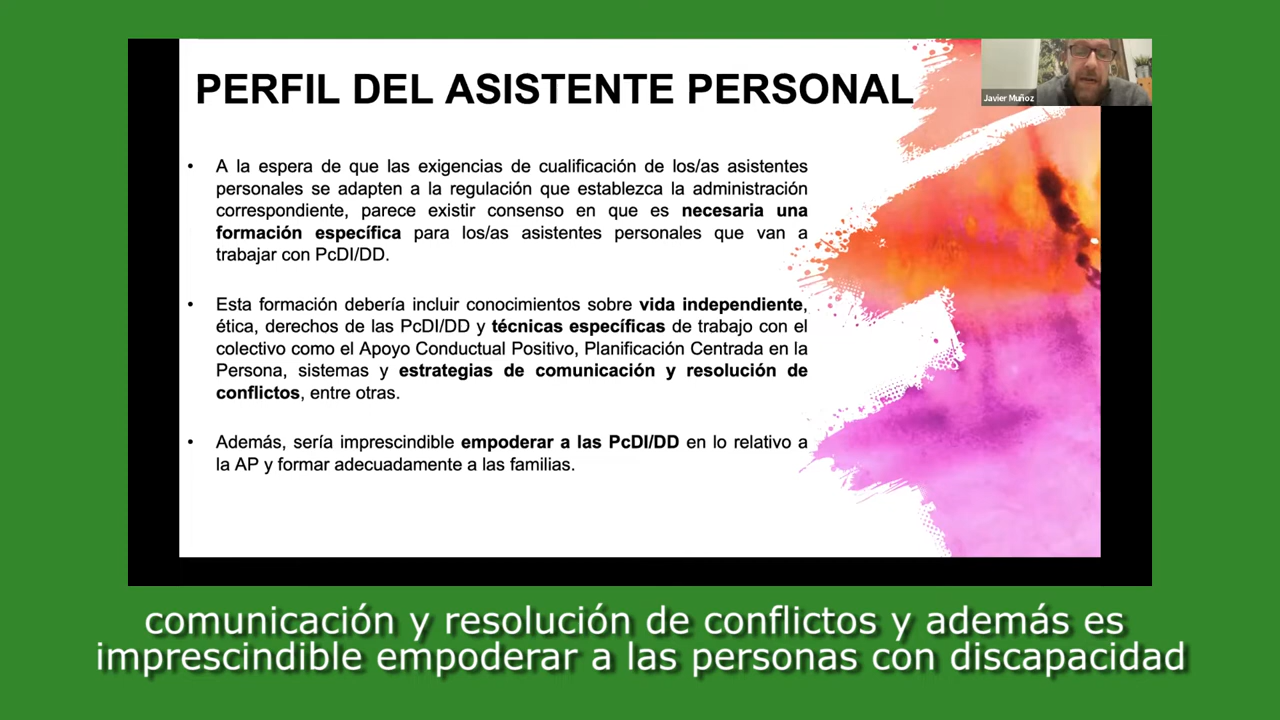 PERFIL DEL ASISTENTE PERSONAL
Javier Muñoz
• A la espera de que las exigencias de cualificación de los/as asistentes
personales se adapten a la regulación que establezca la administración
correspondiente, parece existir consenso en que es necesaria una
formación específica para los/as asistentes personales que van a
trabajar con PcDI/DD.
• Esta formación debería incluir conocimientos sobre vida independiente,
ética, derechos de las PcDI/DD y técnicas específicas de trabajo con el
colectivo como el Apoyo Conductual Positivo, Planificación Centrada en la
Persona, sistemas y estrategias de comunicación y resolución de
conflictos, entre otras.
• Además, sería imprescindible empoderar a las PcDI/DD en lo relativo a
la AP y formar adecuadamente a las familias.
comunicación y resolución de conflictos y además es
imprescindible empoderar a las personas con discapacidad